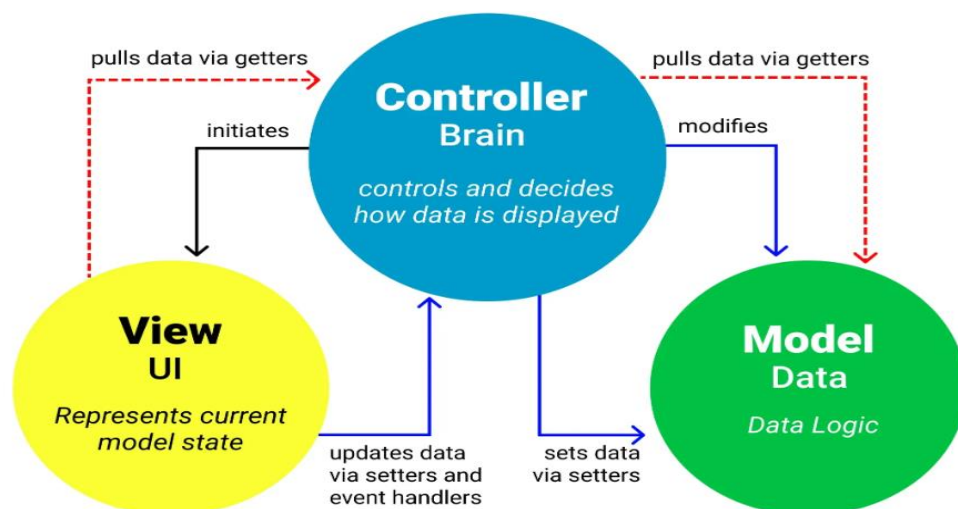 pulls data via getters
pulls data via getters
Controller
Brain
controls and decides
how data is displayed
initiates
modifies
View
UI
Represents current
model state
Model
Data
Data Logic
updates data
via setters and
event handlers
sets data
via setters